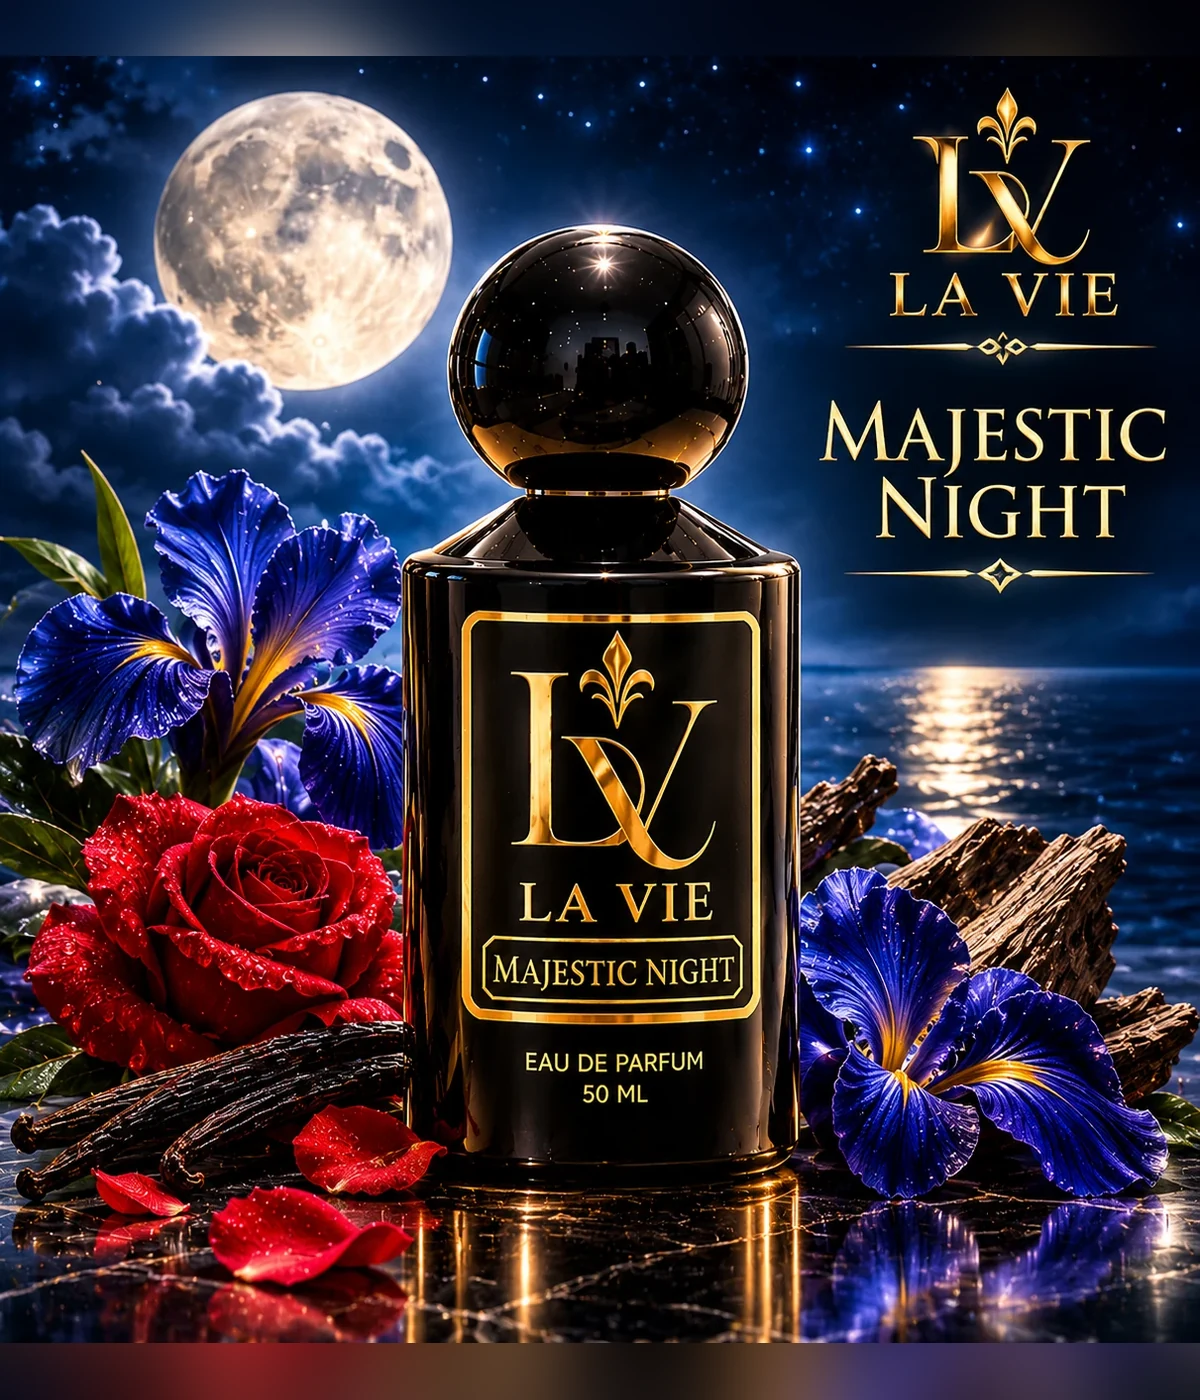 LV
LA VIE
MAJESTIC
NIGHT
LV
LA VIE
MAJESTIC NIGHT
EAU DE PARFUM
50 ML